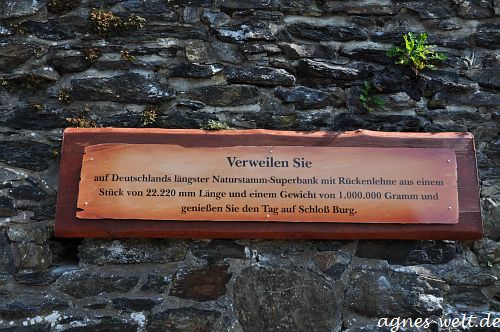 Verweilen Sie
auf Deutschlands längster Naturstamm-Superbank mit Rückenlehne aus einem
Stück von 22.220 mm Länge und einem Gewicht von 1.000.000 Gramm und
genießen Sie den Tag auf Schloß Burg.
agnes-welt.de